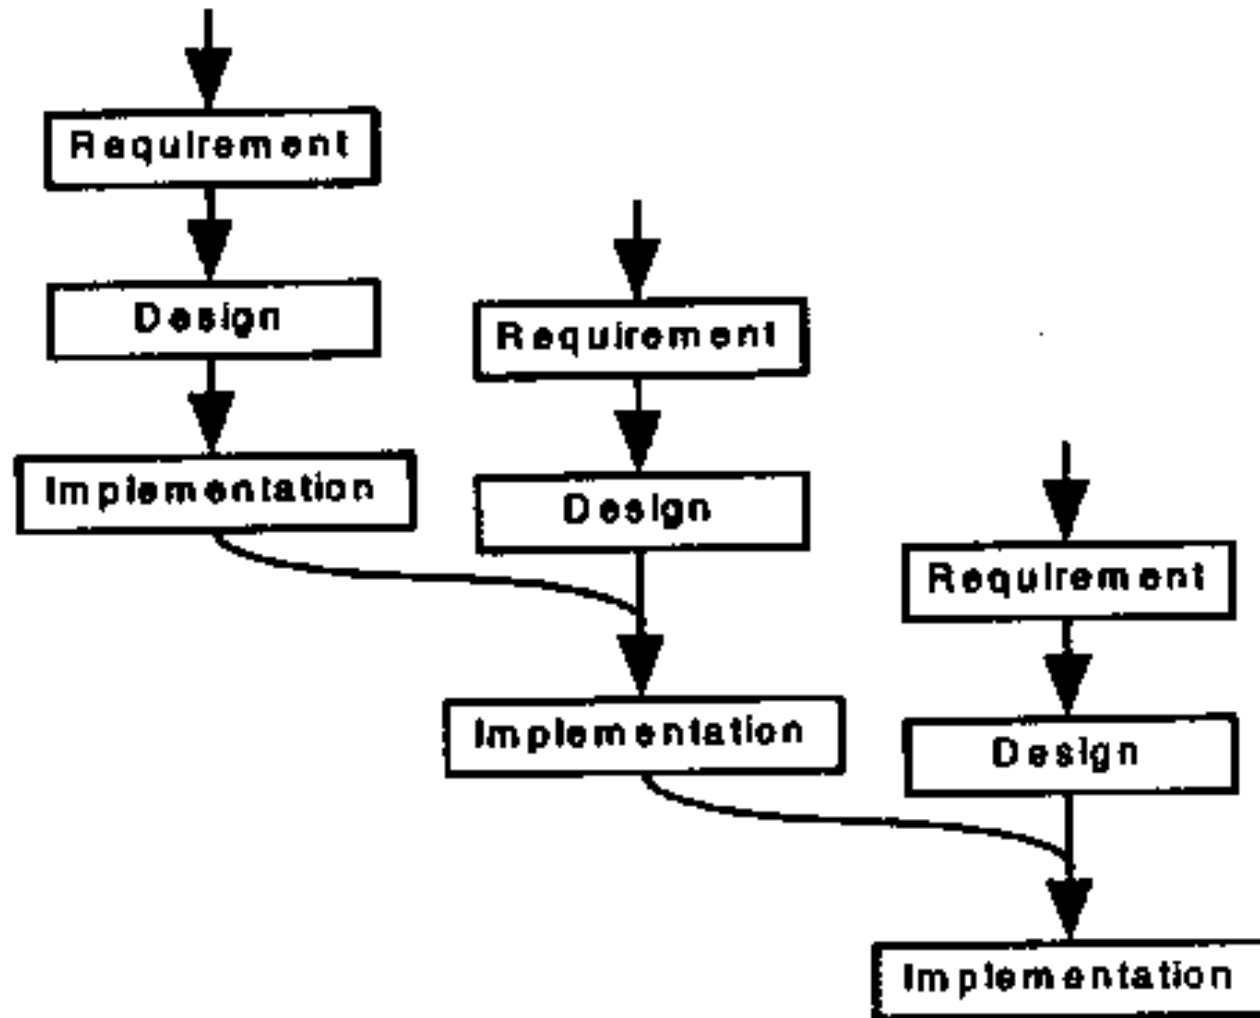 Requirement
Design
Implementation
Requirement
Design
Implementation
Requirement
Design
Implementation